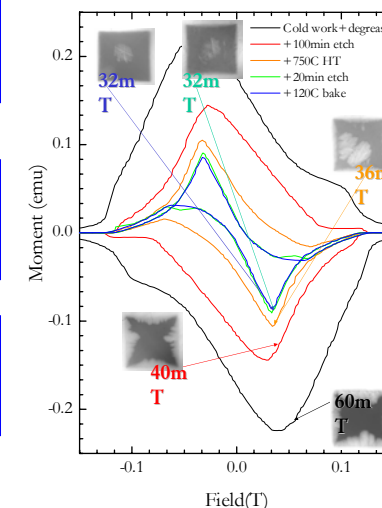 Cold work+degreas
+100min etch
+750C HT
+20min etch
+120C bake
0.2
32m
T
32m
T
0.1
36m
T
0.0
Moment (emu)
-0.1
40m
T
60m
T
-0.2
-0.1
0.0
0.1
Field(T)